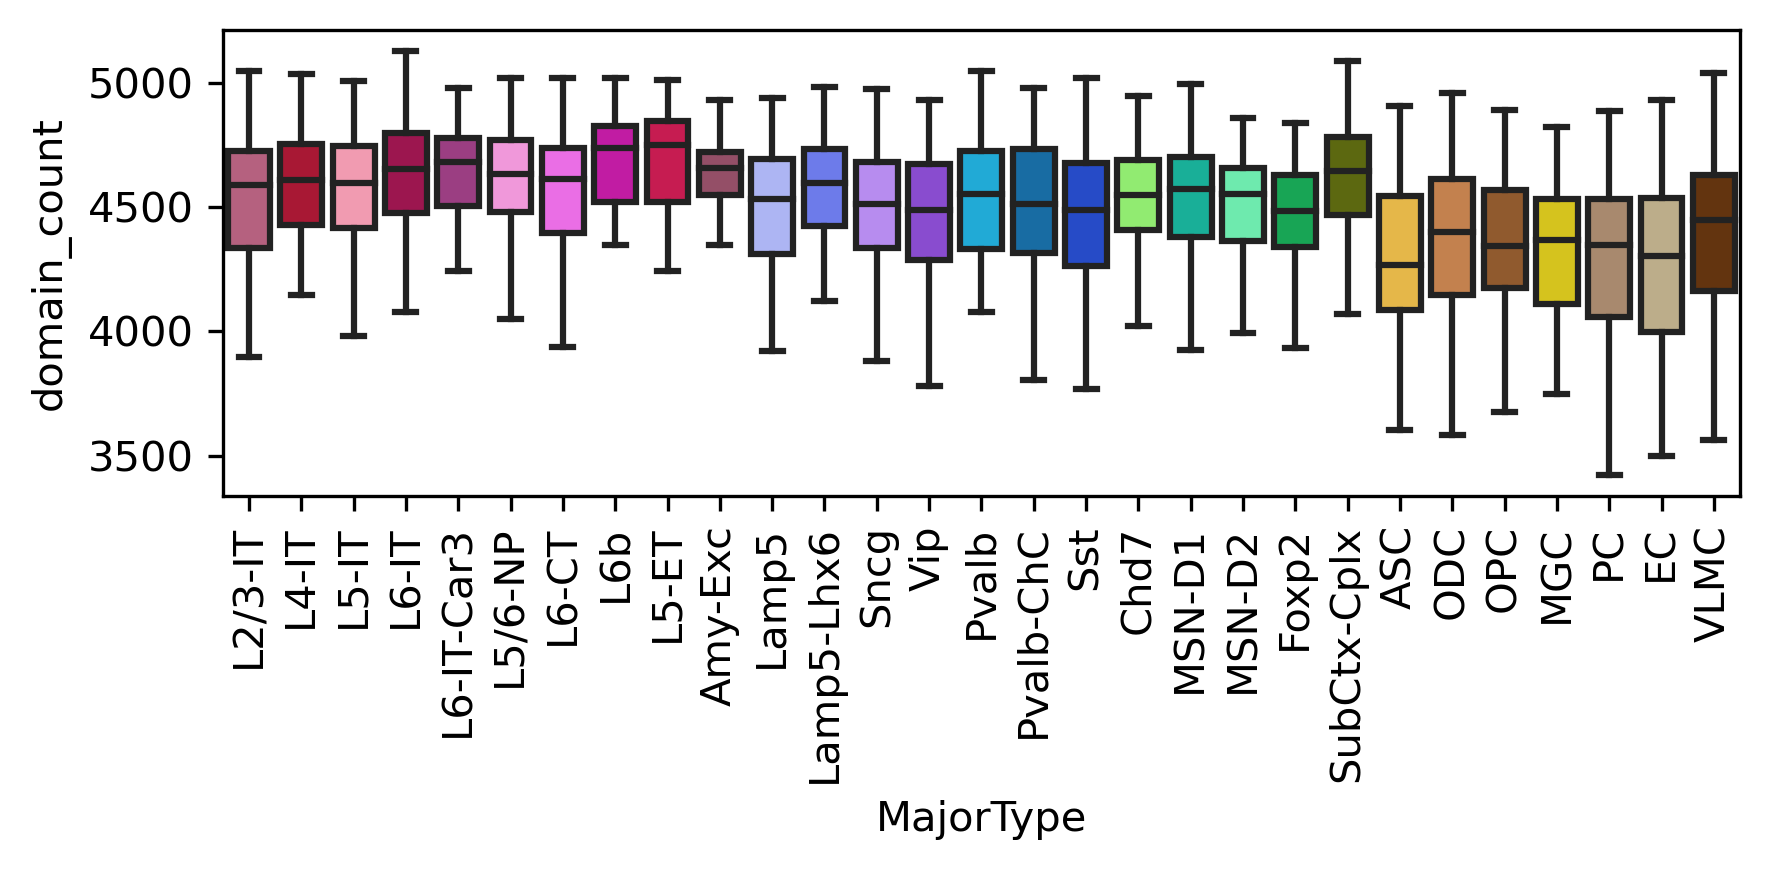 domain_count
5000
4500
4000
3500
L2/3-IT
L4-IT
L5-IT
L6-IT
L6-IT-Car3
L5/6-NP
L6-CT
L6b
L5-ET
Amy-Exc
Lamp5
Lamp5-Lhx6
Sncg
Vip
Pvalb
Pvalb-ChC
Sst
Chd7
MSN-D1
MSN-D2
Foxp2
SubCtx-Cplx
ASC
ODC
OPC
MGC
PC
EC
VLMC
MajorType